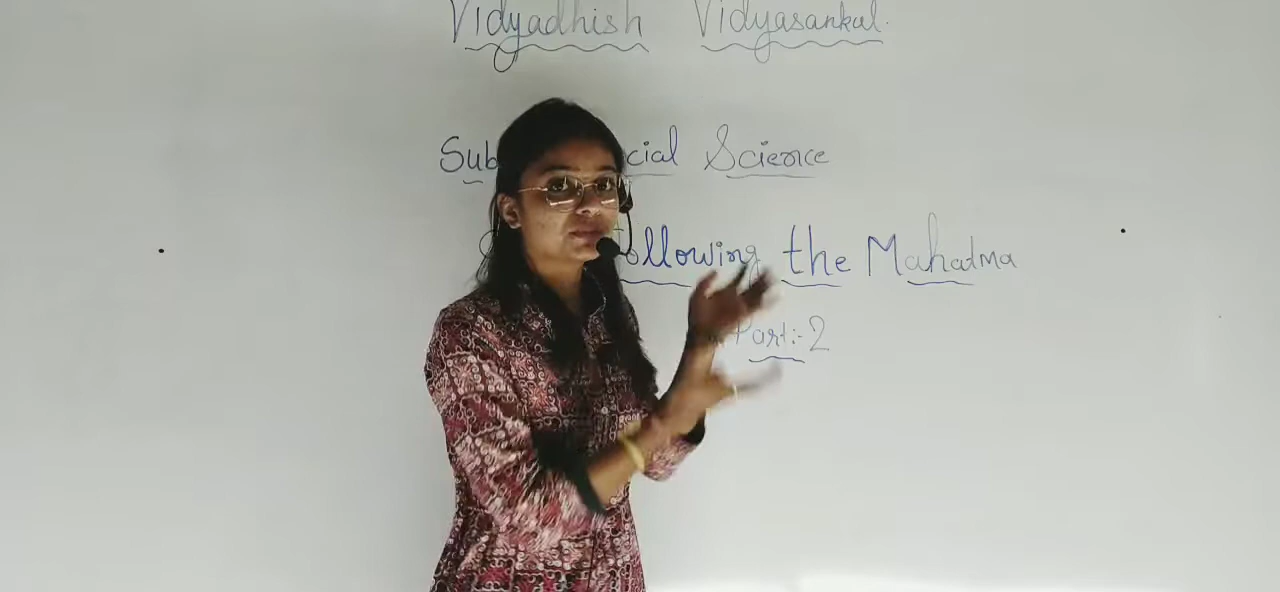 Vidyadhish Vidyasankul.
Sub cial Science
ollowing the Mahatma
Part:-2